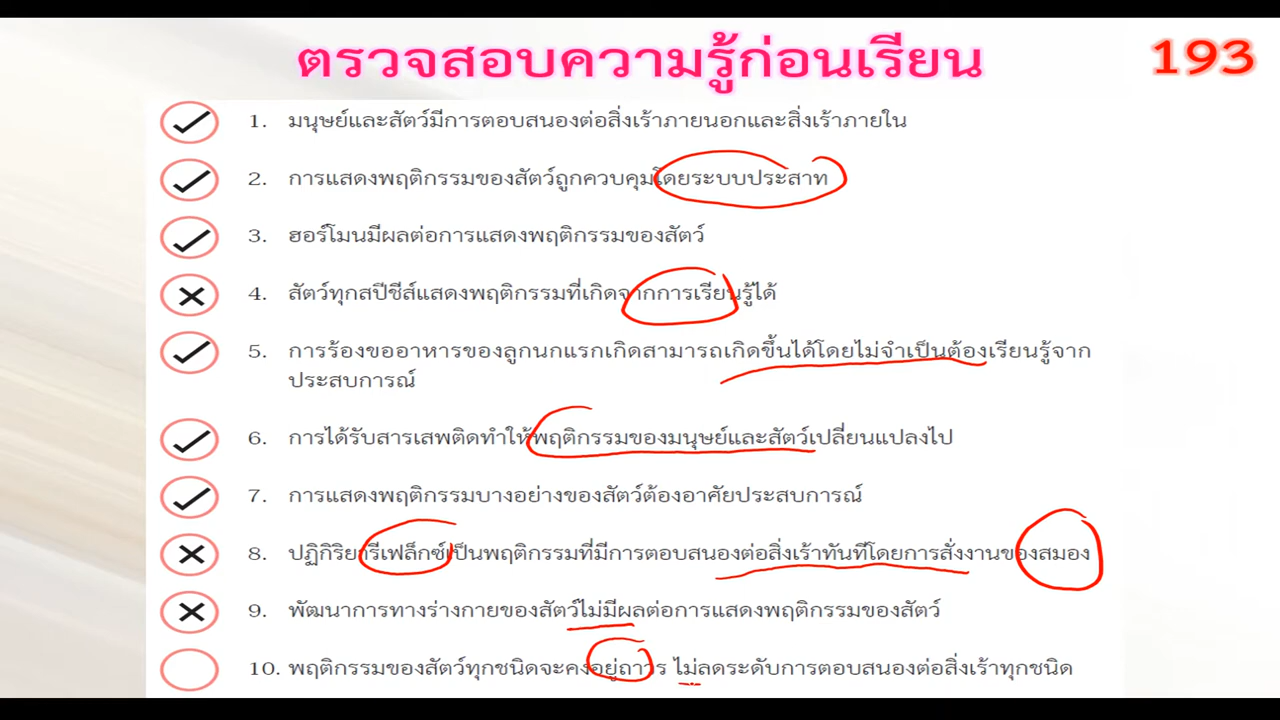 ตรวจสอบความรู้ก่อนเรียน
193
1. มนุษย์และสัตว์มีการตอบสนองต่อสิ่งเร้าภายนอกและสิ่งเร้าภายใน
2. การแสดงพฤติกรรมของสัตว์ถูกควบคุมโดยระบบประสาท
3. ฮอร์โมนมีผลต่อการแสดงพฤติกรรมของสัตว์
4. สัตว์ทุกสปีชีส์แสดงพฤติกรรมที่เกิดจากการเรียนรู้ได้
5. การร้องขออาหารของลูกนกแรกเกิดสามารถเกิดขึ้นได้โดยไม่จำเป็นต้องเรียนรู้จาก
ประสบการณ์
6. การได้รับสารเสพติดทำให้พฤติกรรมของมนุษย์และสัตว์เปลี่ยนแปลงไป
7. การแสดงพฤติกรรมบางอย่างของสัตว์ต้องอาศัยประสบการณ์
8. ปฏิกิริยารีเฟล็กซ์เป็นพฤติกรรมที่มีการตอบสนองต่อสิ่งเร้าทันทีโดยการสั่งงานของสมอง
9. พัฒนาการทางร่างกายของสัตว์ไม่มีผลต่อการแสดงพฤติกรรมของสัตว์
10. พฤติกรรมของสัตว์ทุกชนิดจะคงอยู่ถาวร ไม่ลดระดับการตอบสนองต่อสิ่งเร้าทุกชนิด